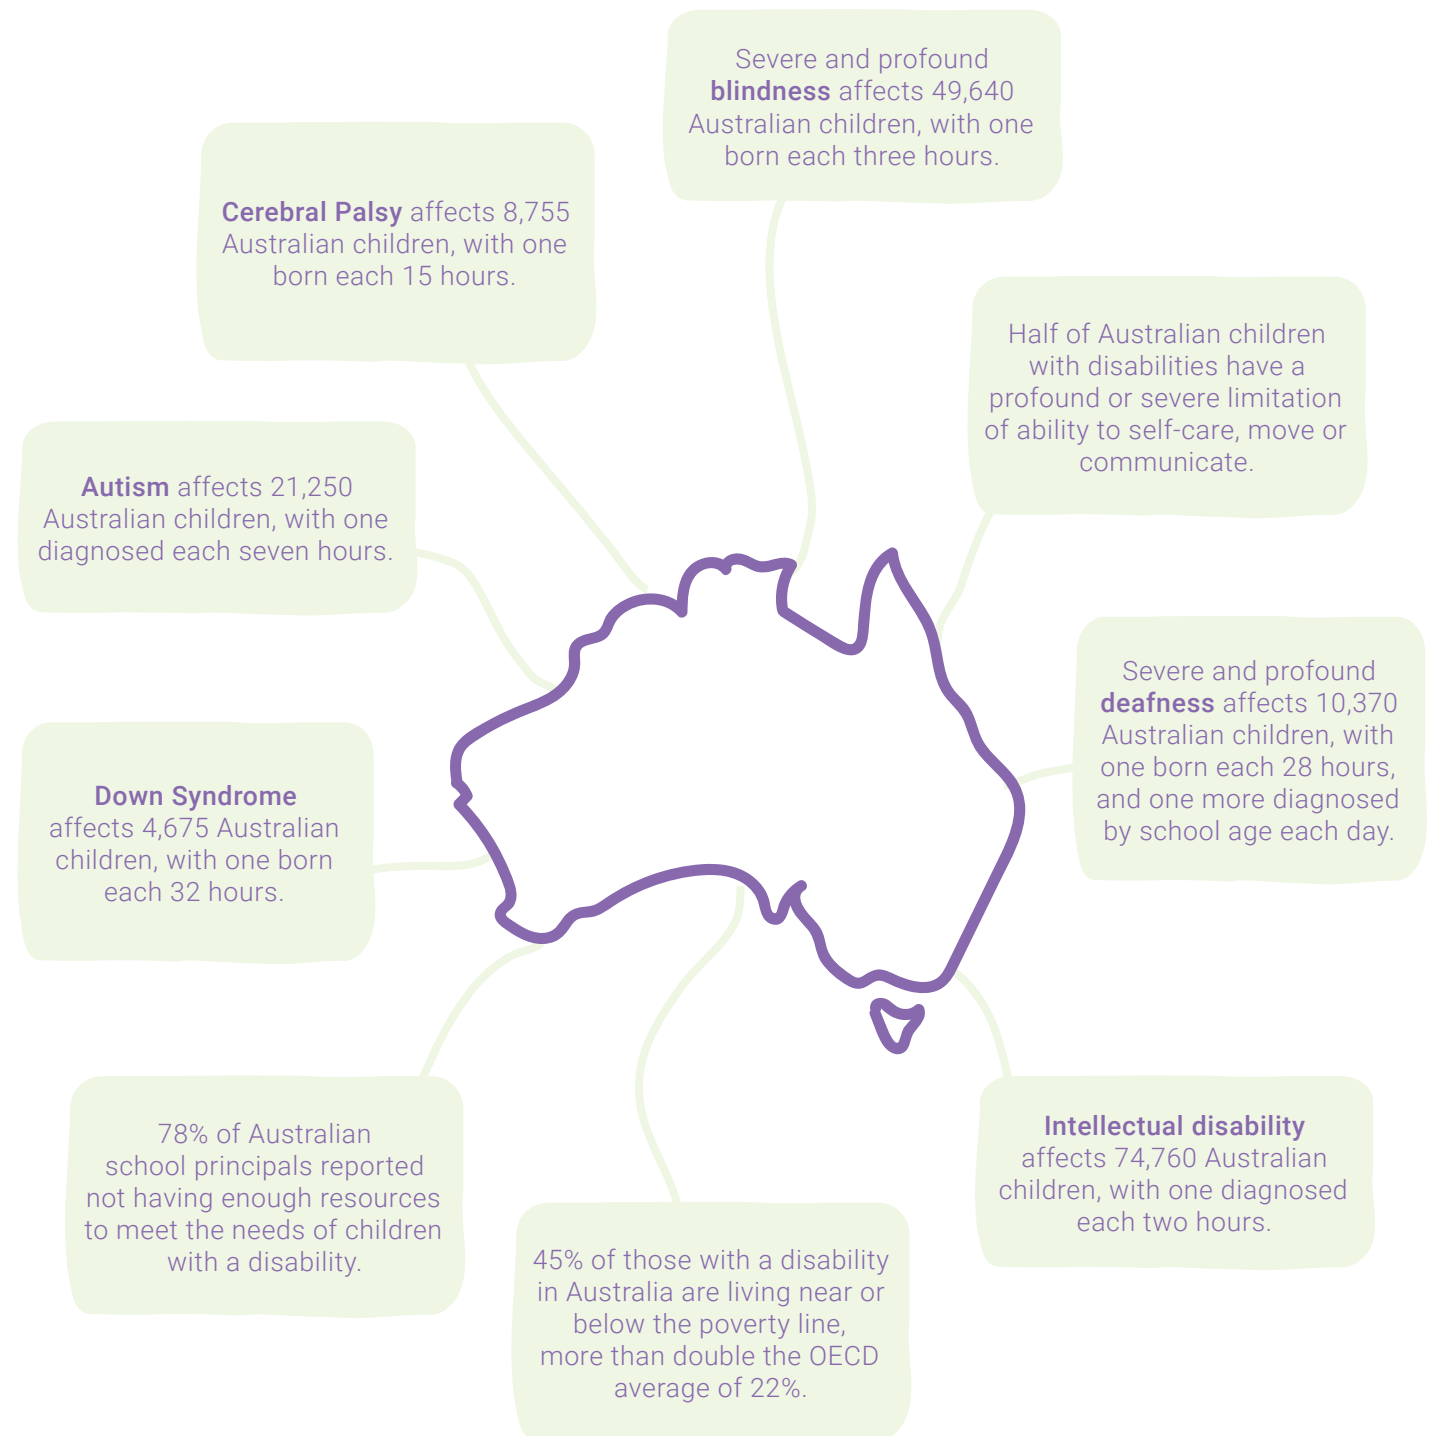 Severe and profound
blindness affects 49,640
Australian children, with one
born each three hours.
Cerebral Palsy affects 8,755
Australian children, with one
born each 15 hours.
Half of Australian children
with disabilities have a
profound or severe limitation
of ability to self-care, move or
communicate.
Autism affects 21,250
Australian children, with one
diagnosed each seven hours.
Severe and profound
deafness affects 10,370
Australian children, with
one born each 28 hours,
and one more diagnosed
by school age each day.
Down Syndrome
affects 4,675 Australian
children, with one born
each 32 hours.
78% of Australian
school principals reported
not having enough resources
to meet the needs of children
with a disability.
Intellectual disability
affects 74,760 Australian
children, with one diagnosed
each two hours.
45% of those with a disability
in Australia are living near or
below the poverty line,
more than double the OECD
average of 22%.